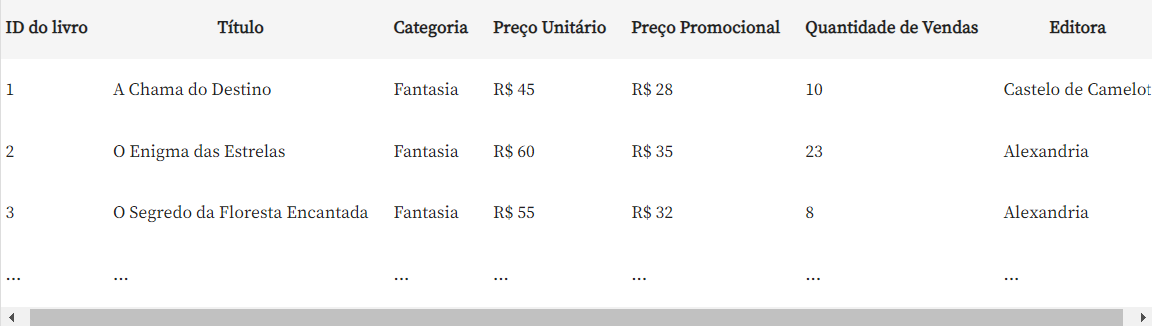 ID do livro Título Categoria Preço Unitário Preço Promocional Quantidade de Vendas Editora
1 A Chama do Destino Fantasia R$ 45 R$ 28 10 Castelo de Camelot
2 O Enigma das Estrelas Fantasia R$ 60 R$ 35 23 Alexandria
3 O Segredo da Floresta Encantada Fantasia R$ 55 R$ 32 8 Alexandria
... ... ... ... ... ... ...